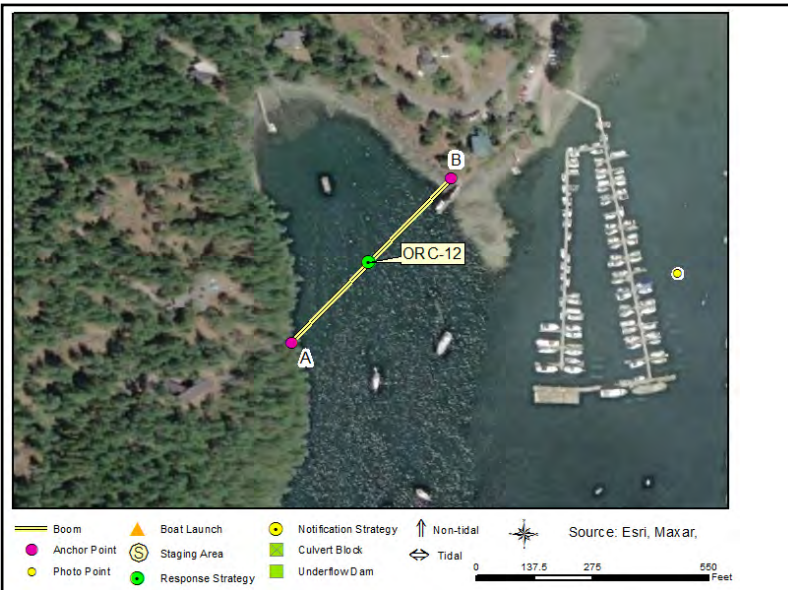 B
ORC-12
A
Boom
Boat Launch
Notification Strategy
Non-tidal
Source: Esri, Maxar,
Anchor Point
S
Staging Area
Culvert Block
Tidal
Photo Point
Response Strategy
Underflow Dam
0 137.5 275 550
Feet